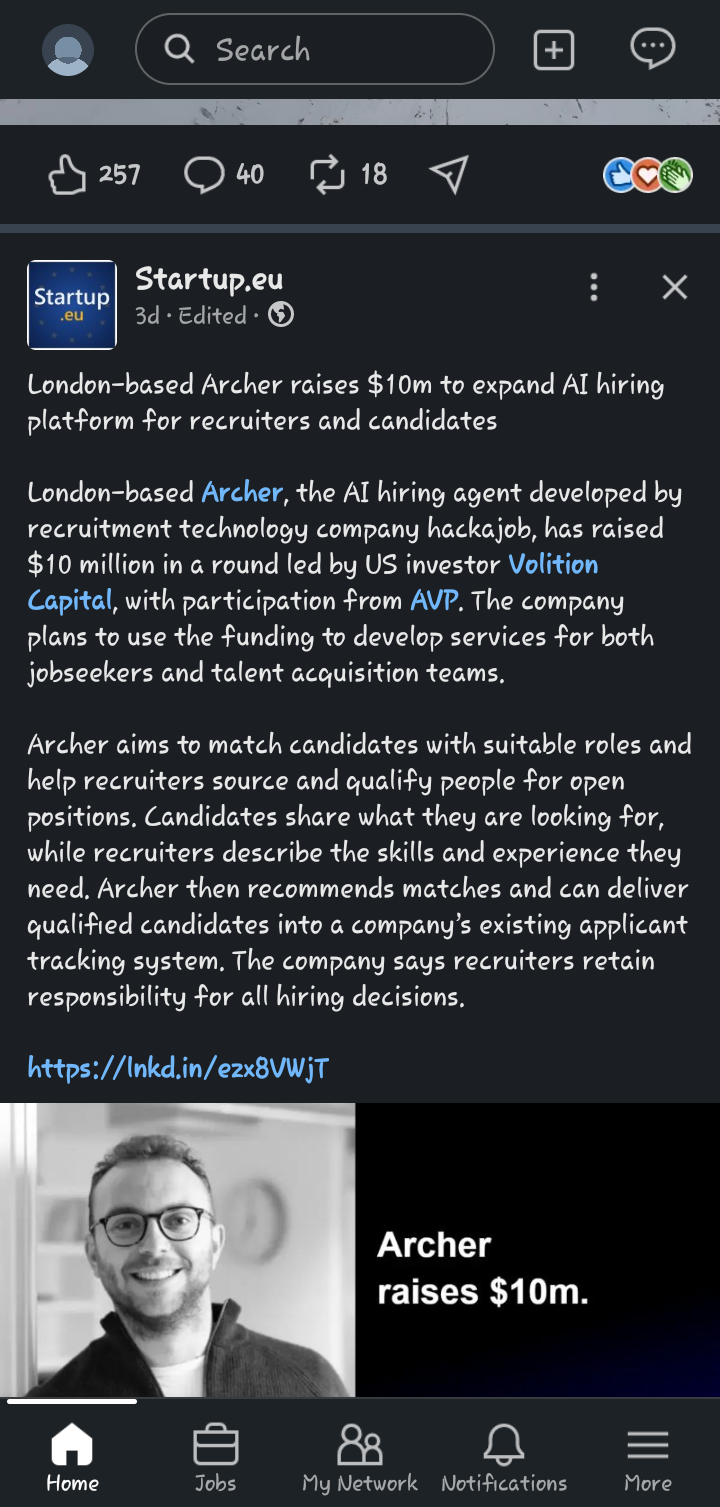 Search
257
40
18
Startup
.eu
Startup.eu
3d · Edited ·
London-based Archer raises $10m to expand AI hiring
platform for recruiters and candidates
London-based Archer, the AI hiring agent developed by
recruitment technology company hackajob, has raised
$10 million in a round led by US investor Volition
Capital, with participation from AVP. The company
plans to use the funding to develop services for both
jobseekers and talent acquisition teams.
Archer aims to match candidates with suitable roles and
help recruiters source and qualify people for open
positions. Candidates share what they are looking for,
while recruiters describe the skills and experience they
need. Archer then recommends matches and can deliver
qualified candidates into a company’s existing applicant
tracking system. The company says recruiters retain
responsibility for all hiring decisions.
https://lnkd.in/ezx8VWjT
Archer
raises $10m.
Home
Jobs
My Network
Notifications
More